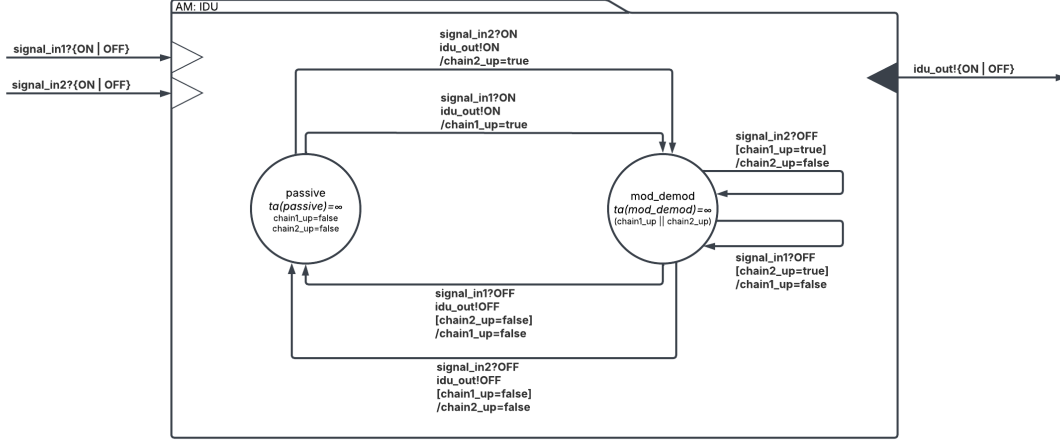 AM: IDU
signal_in1?{ON | OFF}
signal_in2?{ON | OFF}
idu_out!{ON | OFF}
signal_in2?ON
idu_out!ON
/chain2_up=true
signal_in1?ON
idu_out!ON
/chain1_up=true
passive
ta(passive)=∞
chain1_up=false
chain2_up=false
mod_demod
ta(mod_demod)=∞
(chain1_up || chain2_up)
signal_in2?OFF
[chain1_up=true]
/chain2_up=false
signal_in1?OFF
[chain2_up=true]
/chain1_up=false
signal_in1?OFF
idu_out!OFF
[chain2_up=false]
/chain1_up=false
signal_in2?OFF
idu_out!OFF
[chain1_up=false]
/chain2_up=false